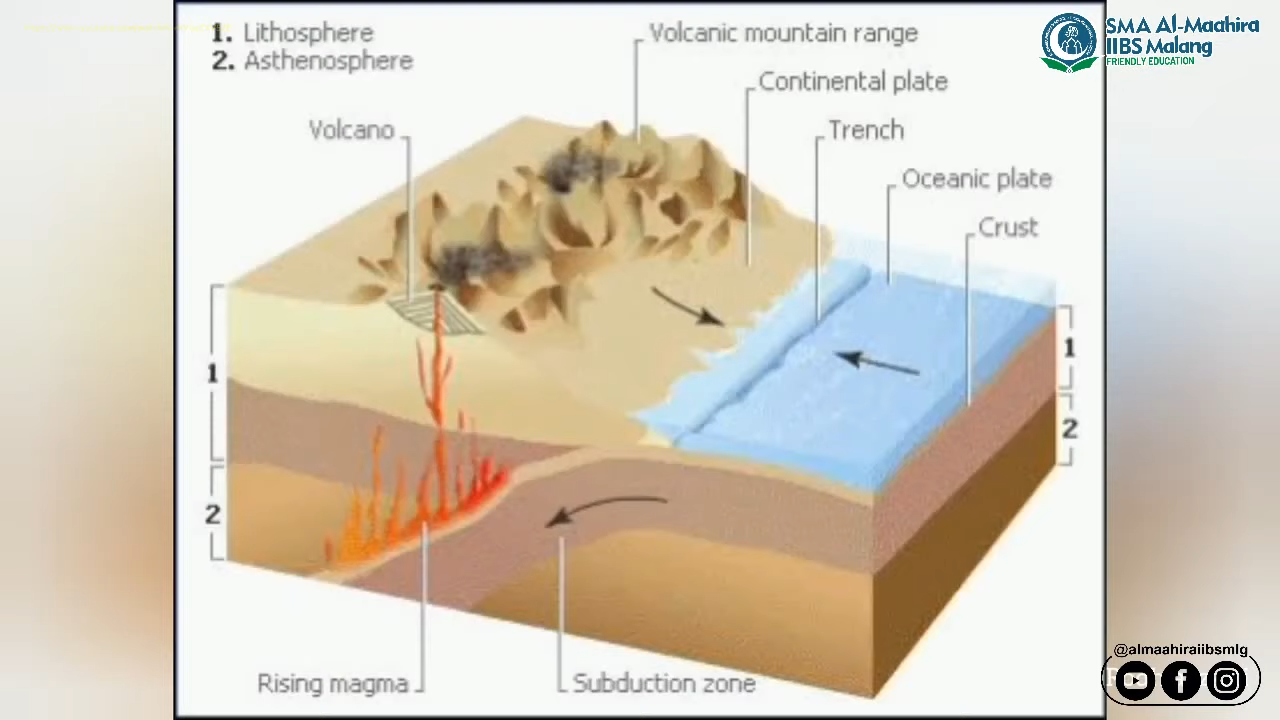 1. Lithosphere
2. Asthenosphere
Volcanic mountain range
Continental plate
Volcano
Trench
Oceanic plate
Crust
1
2
1
2
Rising magma
Subduction zone
SMA Al-Maahira
IIBS Malang
FRIENDLY EDUCATION
@almaahiraiibsmlg